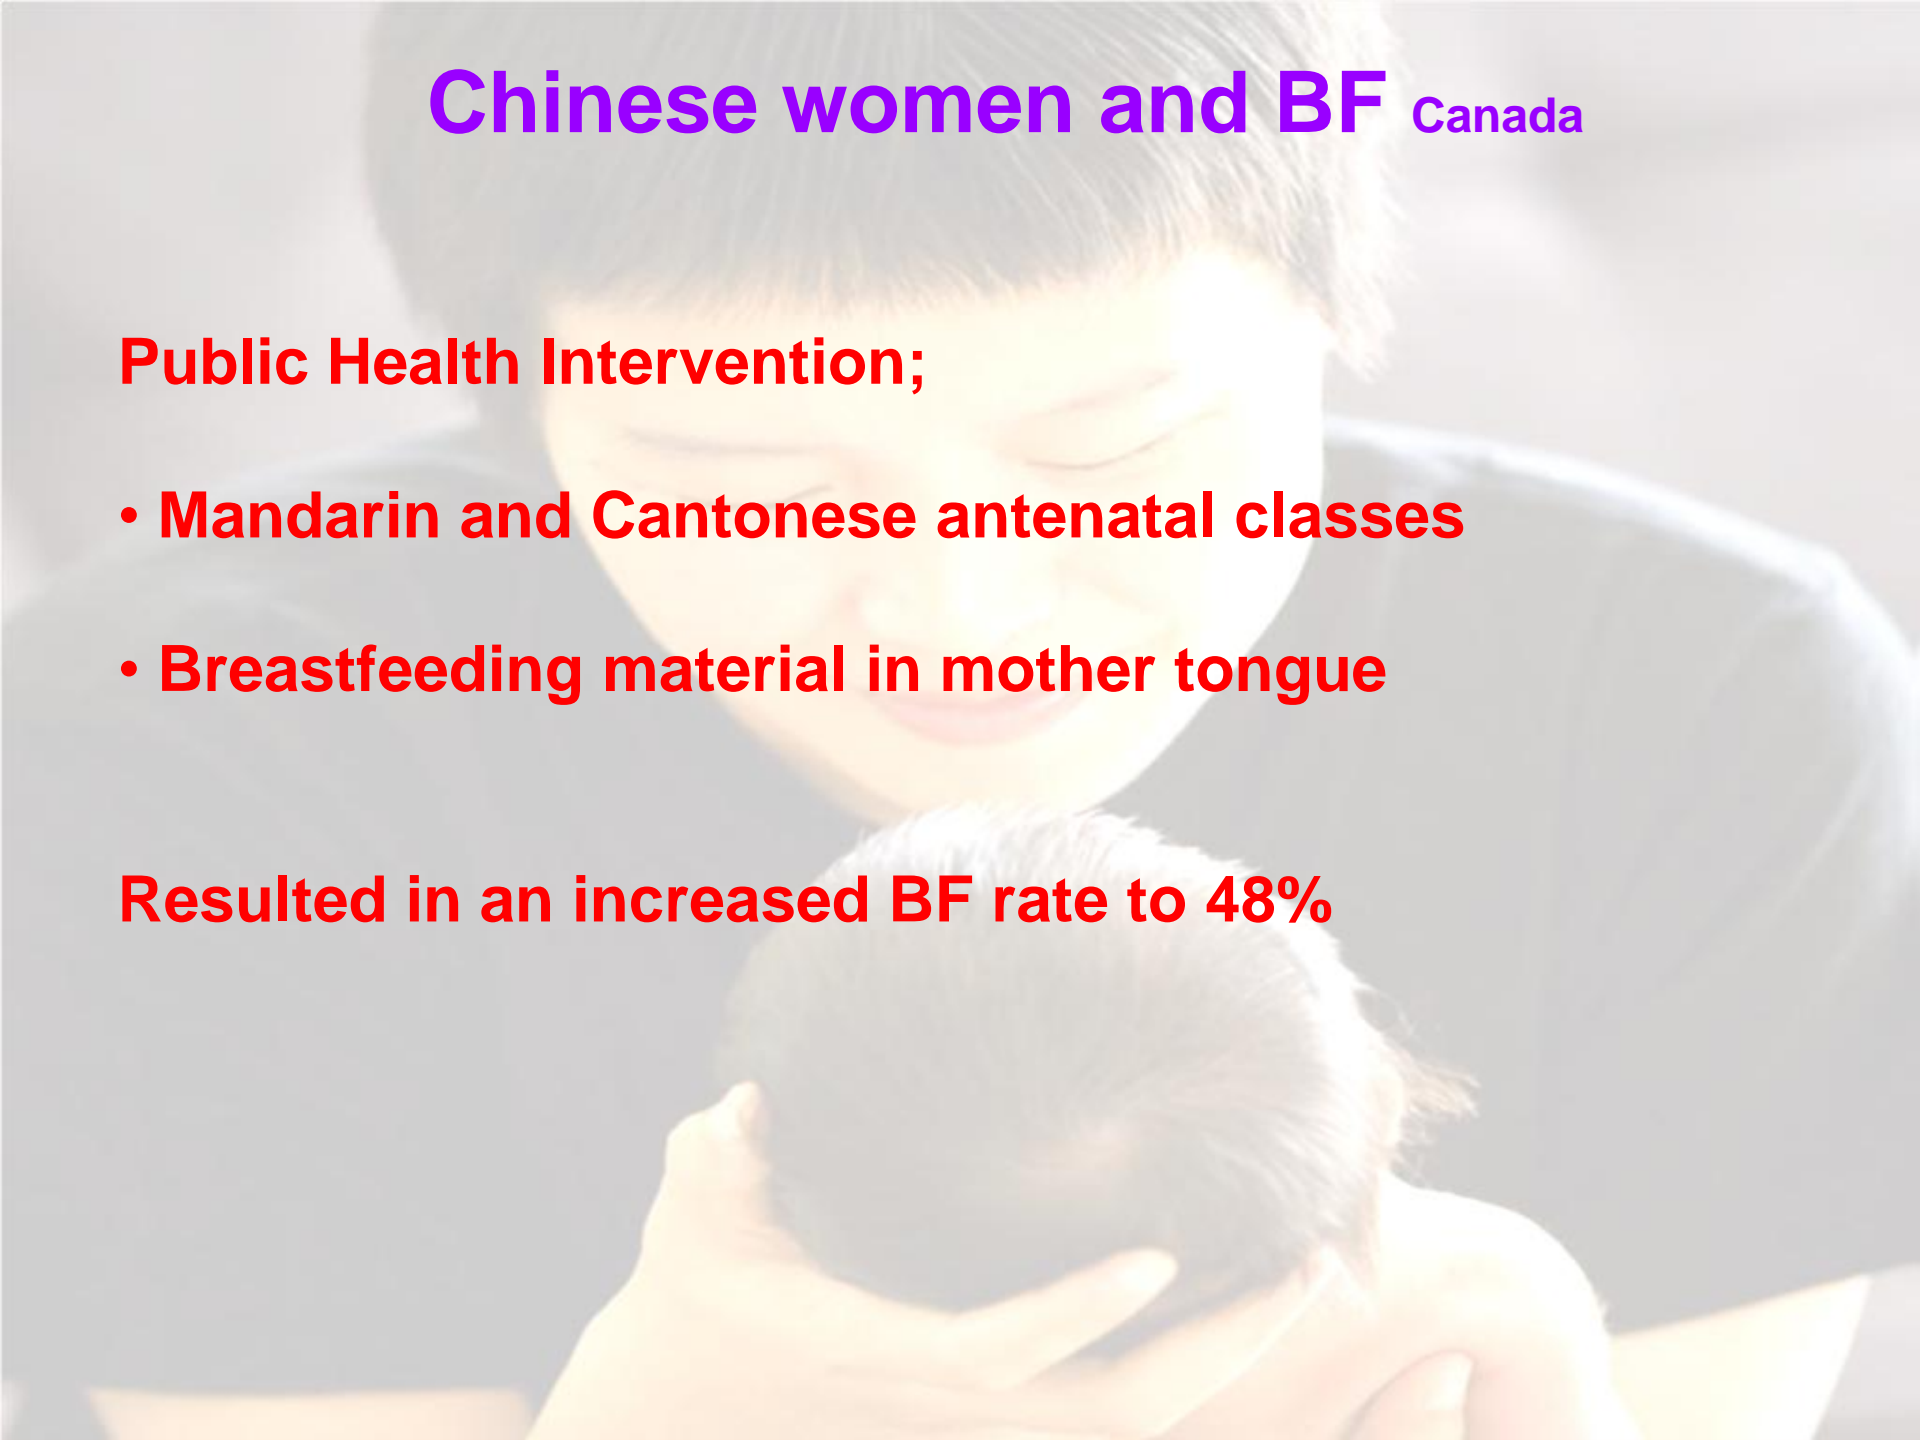 Chinese women and BF Canada
Public Health Intervention;
• Mandarin and Cantonese antenatal classes
• Breastfeeding material in mother tongue
Resulted in an increased BF rate to 48%